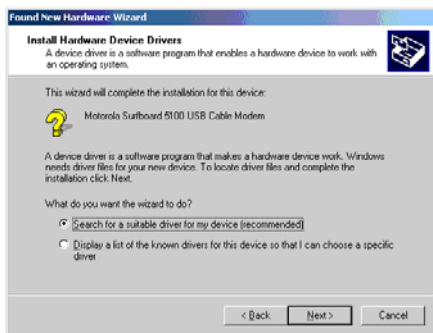 Found New Hardware Wizard
Install Hardware Device Drivers
A device driver is a software program that enables a hardware device to work with
an operating system.
This wizard will complete the installation for this device:
Motorola Surfboard 5100 USB Cable Modem
A device driver is a software program that makes a hardware device work. Windows
needs driver files for your new device. To locate driver files and complete the
installation click Next.
What do you want the wizard to do?
Search for a suitable driver for my device (recommended)
Display a list of the known drivers for this device so that I can choose a specific
driver
< Back
Next >
Cancel